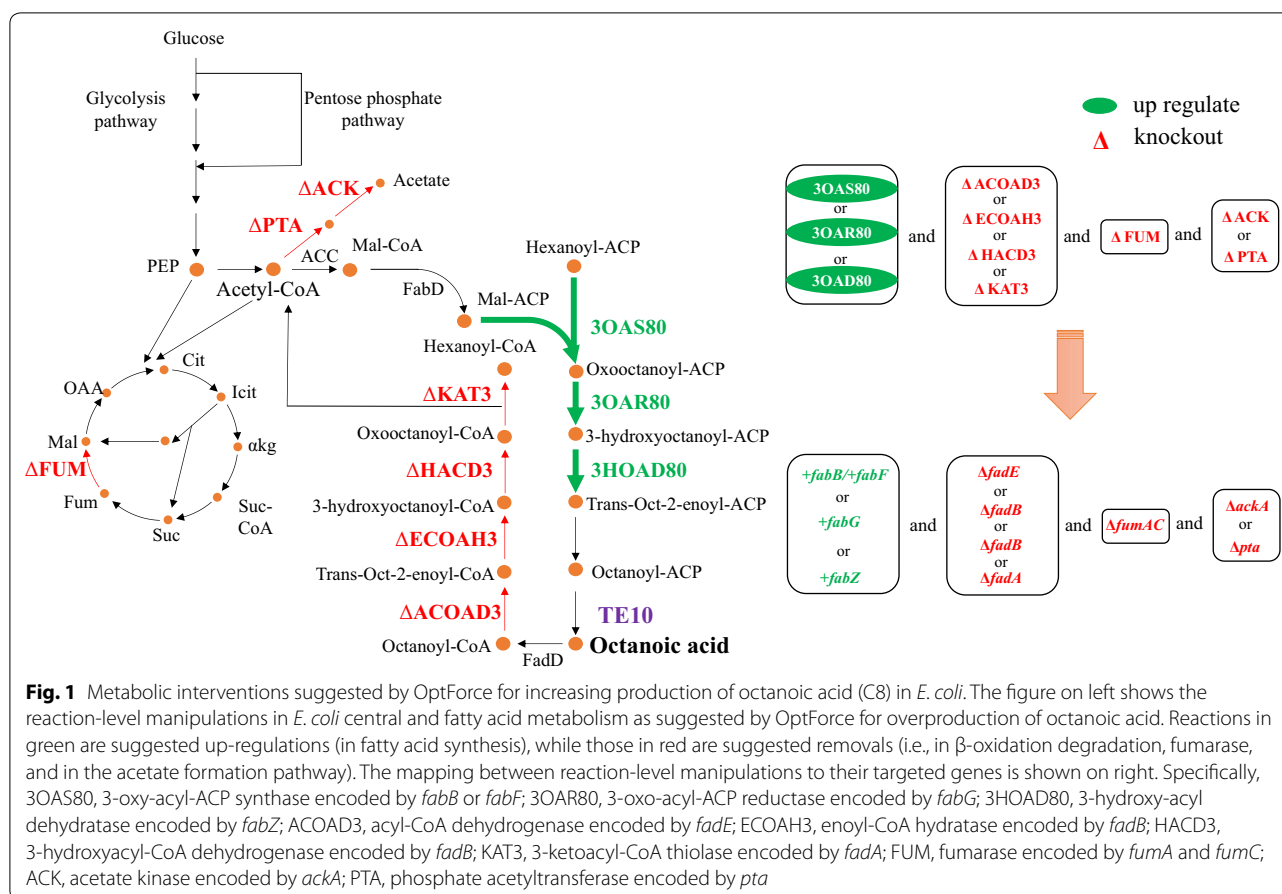 Glucose
Glycolysis
pathway
Pentose phosphate
pathway
ΔACK
Acetate
ΔPTA
Mal-CoA
ACC
PEP
Acetyl-CoA
FabD
Hexanoyl-ACP
Mal-ACP
3OAS80
Hexanoyl-CoA
Oxooctanoyl-ACP
Cit
OAA
Icit
ΔKAT3
3OAR80
Oxooctanoyl-CoA
3-hydroxyoctanoyl-ACP
Mal
αkg
ΔFUM
ΔHACD3
3HOAD80
Fum
Suc-
CoA
3-hydroxyoctanoyl-CoA
Trans-Oct-2-enoyl-ACP
Suc
ΔECOAH3
Trans-Oct-2-enoyl-CoA
Octanoyl-ACP
ΔACOAD3
TE10
Octanoyl-CoA
FadD
Octanoic acid
up regulate
Δ knockout
3OAS80
or
3OAR80
or
3OAD80
and
Δ ACOAD3
or
Δ ECOAH3
or
Δ HACD3
or
Δ KAT3
and
Δ FUM
and
Δ ACK
or
Δ PTA
+fabB/+fabF
or
+fabG
or
+fabZ
and
ΔfadE
or
ΔfadB
or
ΔfadB
or
ΔfadA
and
ΔfumAC
and
ΔackA
or
Δpta
Fig. 1 Metabolic interventions suggested by OptForce for increasing production of octanoic acid (C8) in E. coli. The figure on left shows the
reaction-level manipulations in E. coli central and fatty acid metabolism as suggested by OptForce for overproduction of octanoic acid. Reactions in
green are suggested up-regulations (in fatty acid synthesis), while those in red are suggested removals (i.e., in β-oxidation degradation, fumarase,
and in the acetate formation pathway). The mapping between reaction-level manipulations to their targeted genes is shown on right. Specifically,
3OAS80, 3-oxy-acyl-ACP synthase encoded by fabB or fabF; 3OAR80, 3-oxo-acyl-ACP reductase encoded by fabG; 3HOAD80, 3-hydroxy-acyl
dehydratase encoded by fabZ; ACOAD3, acyl-CoA dehydrogenase encoded by fadE; ECOAH3, enoyl-CoA hydratase encoded by fadB; HACD3,
3-hydroxyacyl-CoA dehydrogenase encoded by fadB; KAT3, 3-ketoacyl-CoA thiolase encoded by fadA; FUM, fumarase encoded by fumA and fumC;
ACK, acetate kinase encoded by ackA; PTA, phosphate acetyltransferase encoded by pta